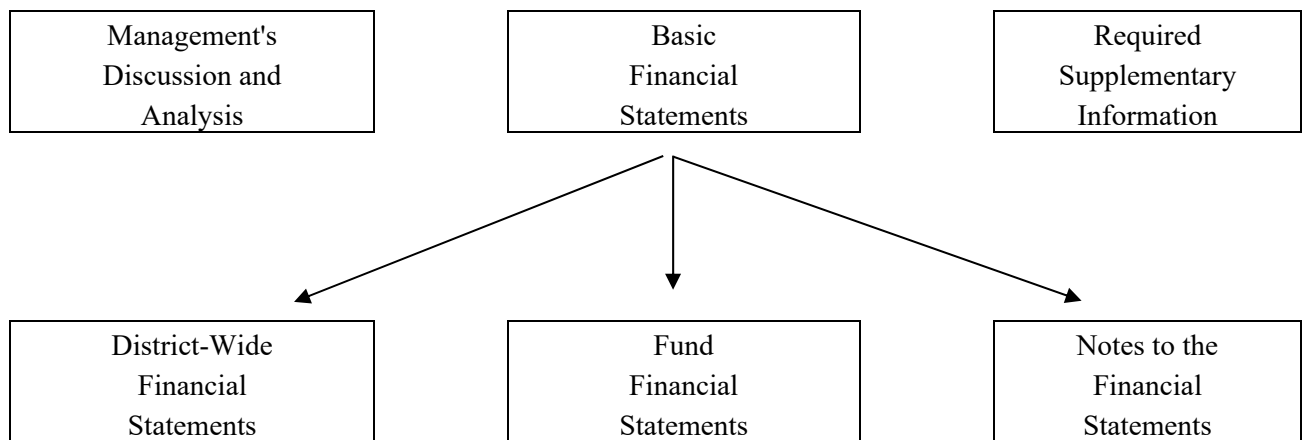 Management's
Discussion and
Analysis
Basic
Financial
Statements
Required
Supplementary
Information
District-Wide
Financial
Statements
Fund
Financial
Statements
Notes to the
Financial
Statements